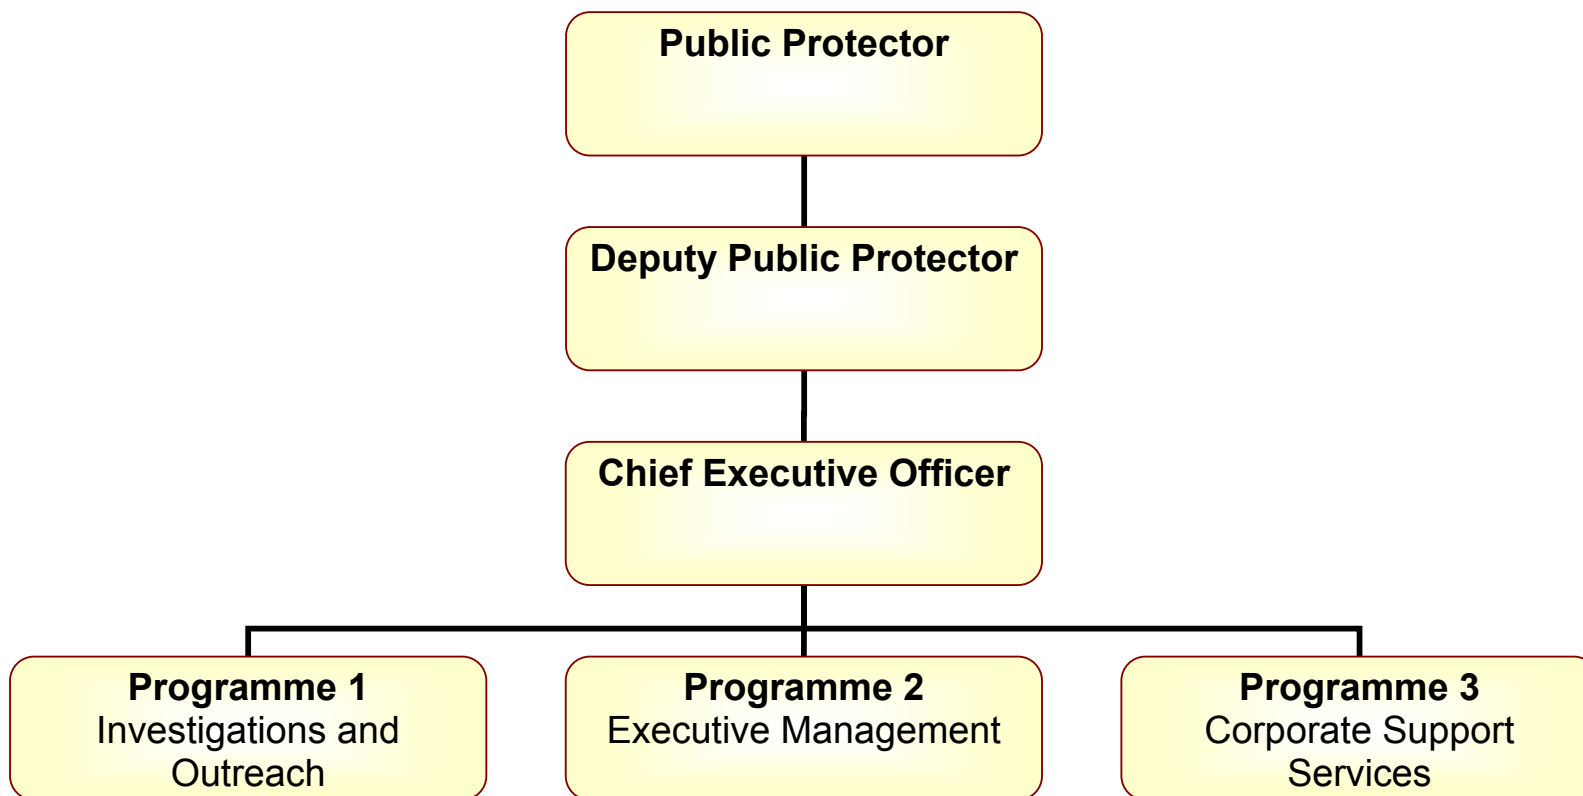 Public Protector
Deputy Public Protector
Chief Executive Officer
Programme 1
Investigations and
Outreach
Programme 2
Executive Management
Programme 3
Corporate Support
Services